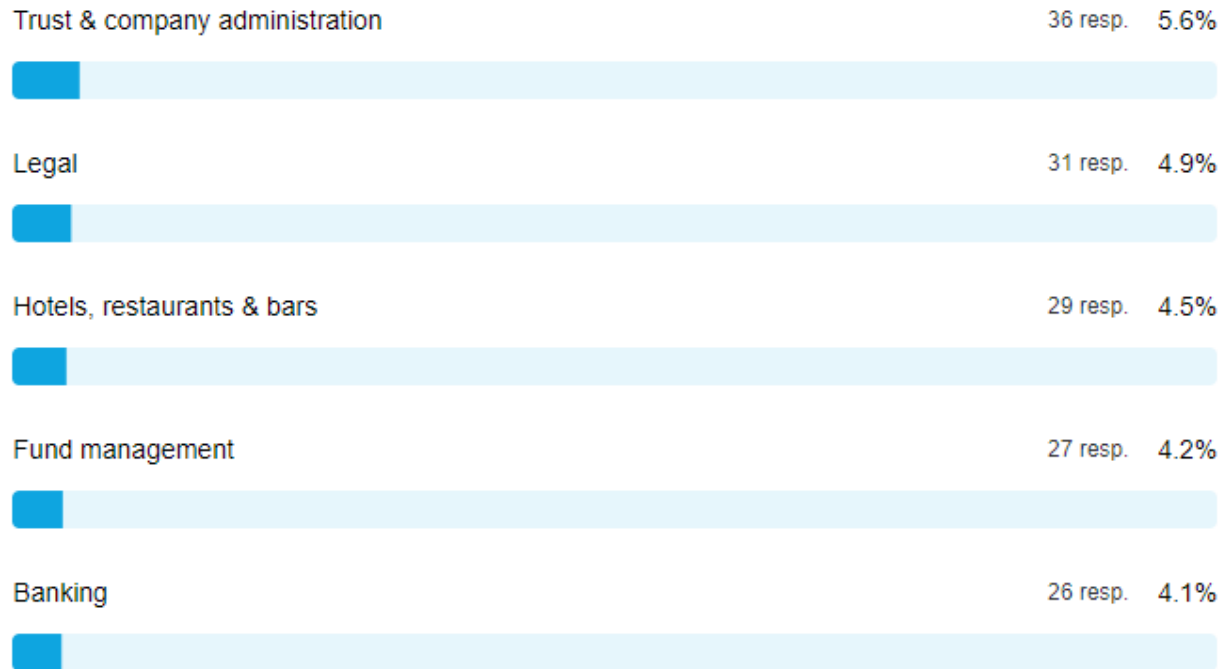 Trust & company administration 36 resp. 5.6%
Legal 31 resp. 4.9%
Hotels, restaurants & bars 29 resp. 4.5%
Fund management 27 resp. 4.2%
Banking 26 resp. 4.1%